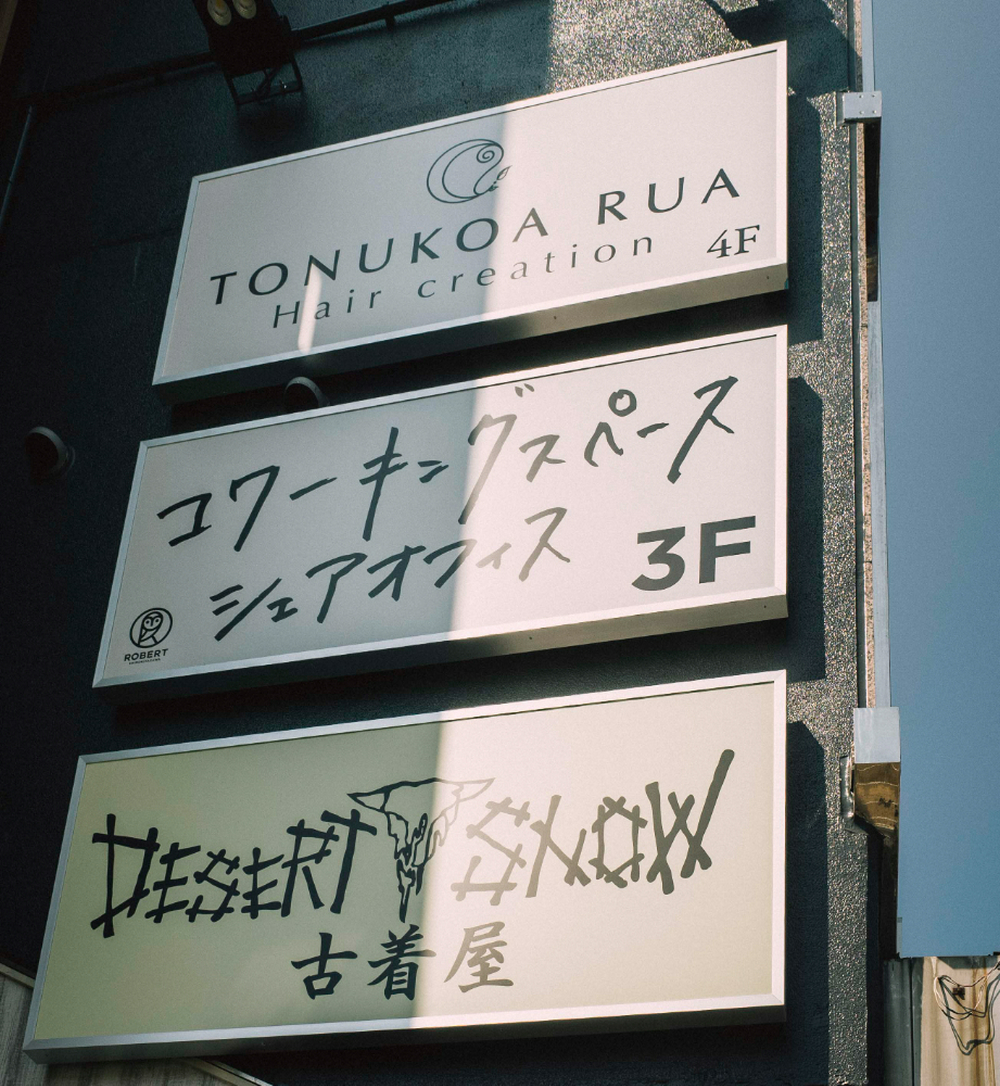 TONUKOA RUA
Hair creation 4F
コワーキングスペース
シェアオフィス 3F
ROBERT
DESERT SNOW
古着屋